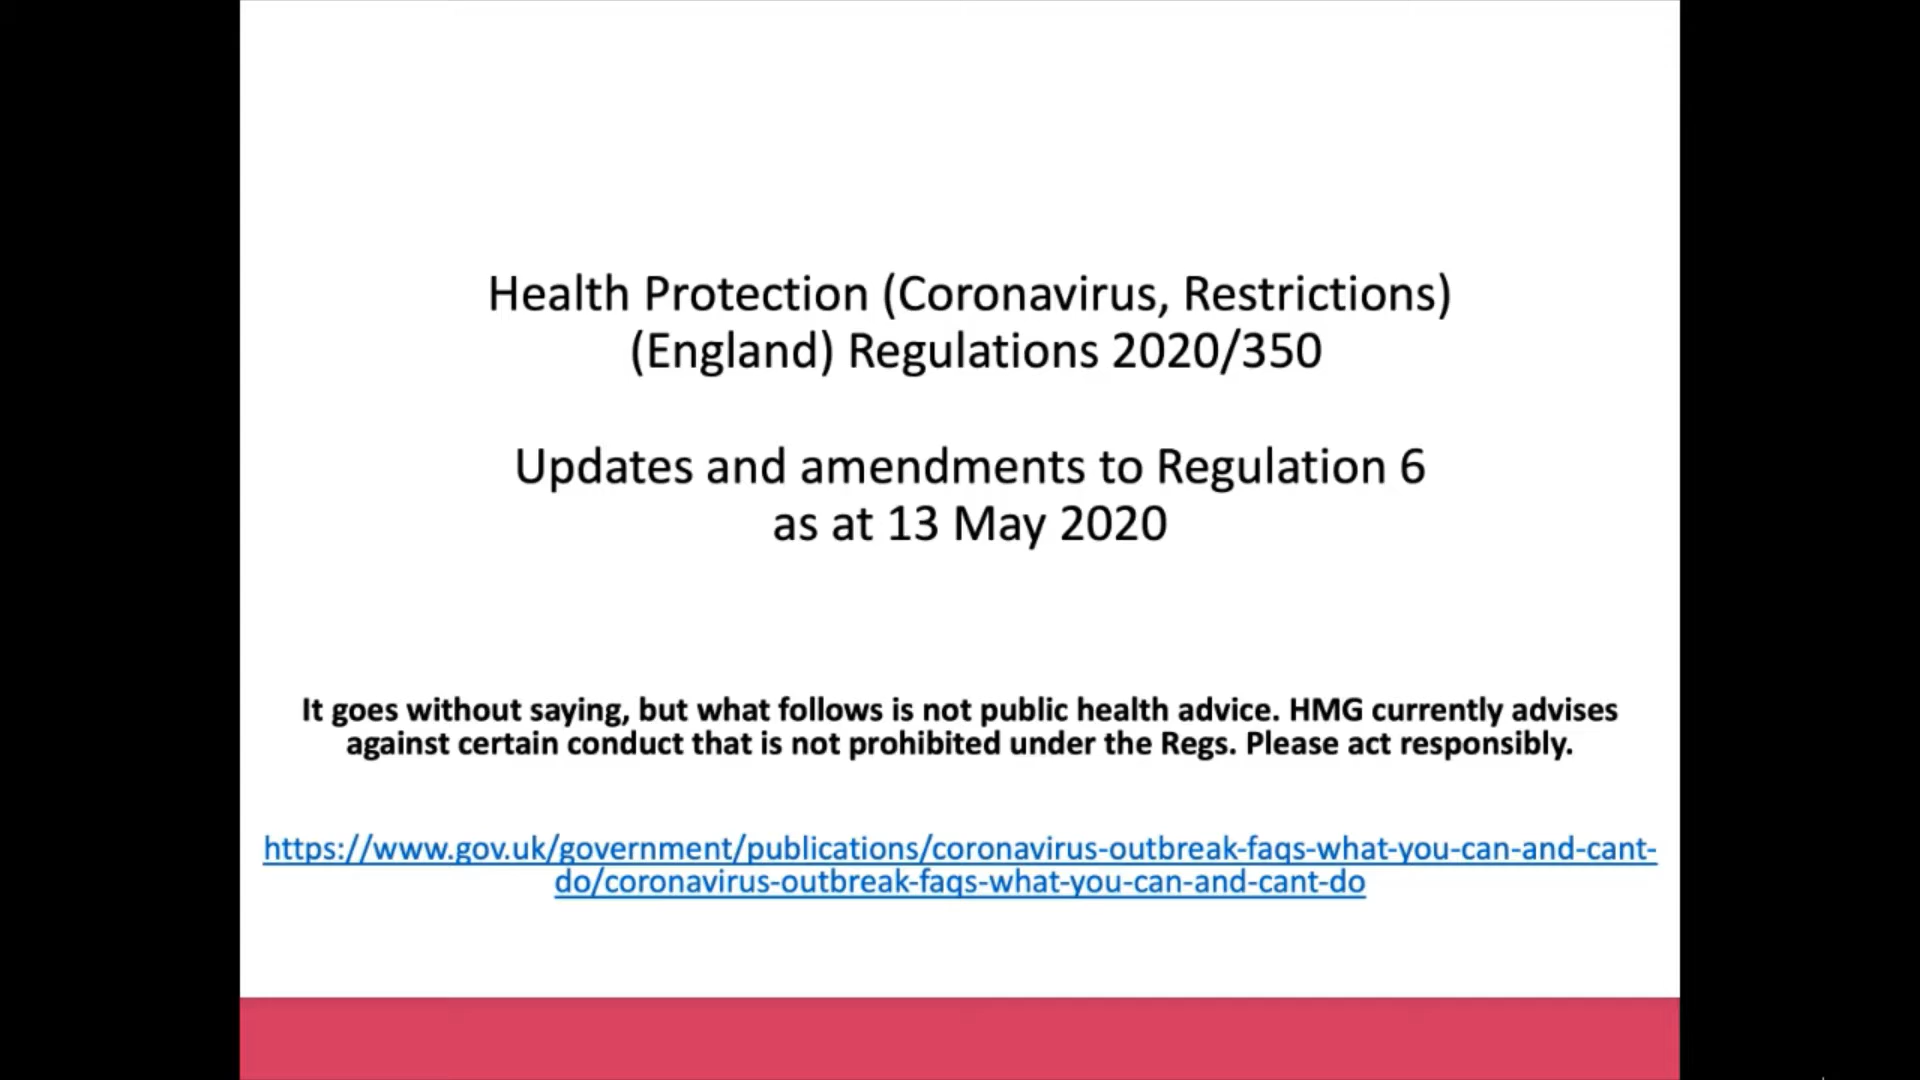 Health Protection (Coronavirus, Restrictions)
(England) Regulations 2020/350
Updates and amendments to Regulation 6
as at 13 May 2020
It goes without saying, but what follows is not public health advice. HMG currently advises
against certain conduct that is not prohibited under the Regs. Please act responsibly.
https://www.gov.uk/government/publications/coronavirus-outbreak-faqs-what-you-can-and-cant-
do/coronavirus-outbreak-faqs-what-you-can-and-cant-do